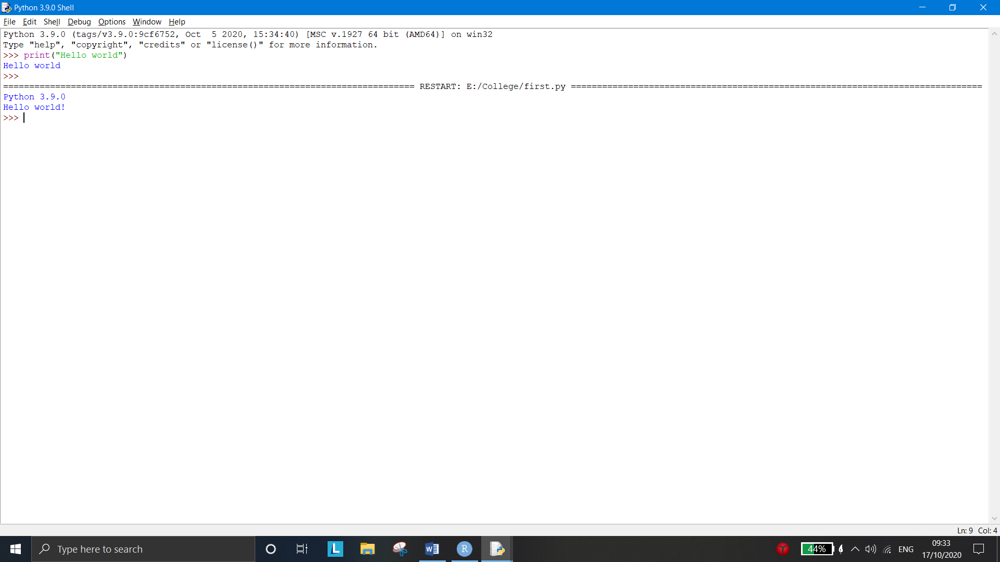 Python 3.9.0 Shell
File Edit Shell Debug Options Window Help
Python 3.9.0 (tags/v3.9.0:9cf6752, Oct  5 2020, 15:34:40) [MSC v.1927 64 bit (AMD64)] on win32
Type "help", "copyright", "credits" or "license()" for more information.
>>> print("Hello world")
Hello world
>>>
=============================================================================== RESTART: E:/College/first.py ===============================================================================
Python 3.9.0
Hello world!
>>>
Ln: 9 Col: 4
Type here to search
L
W
R
T
44%
ENG
09:33
17/10/2020